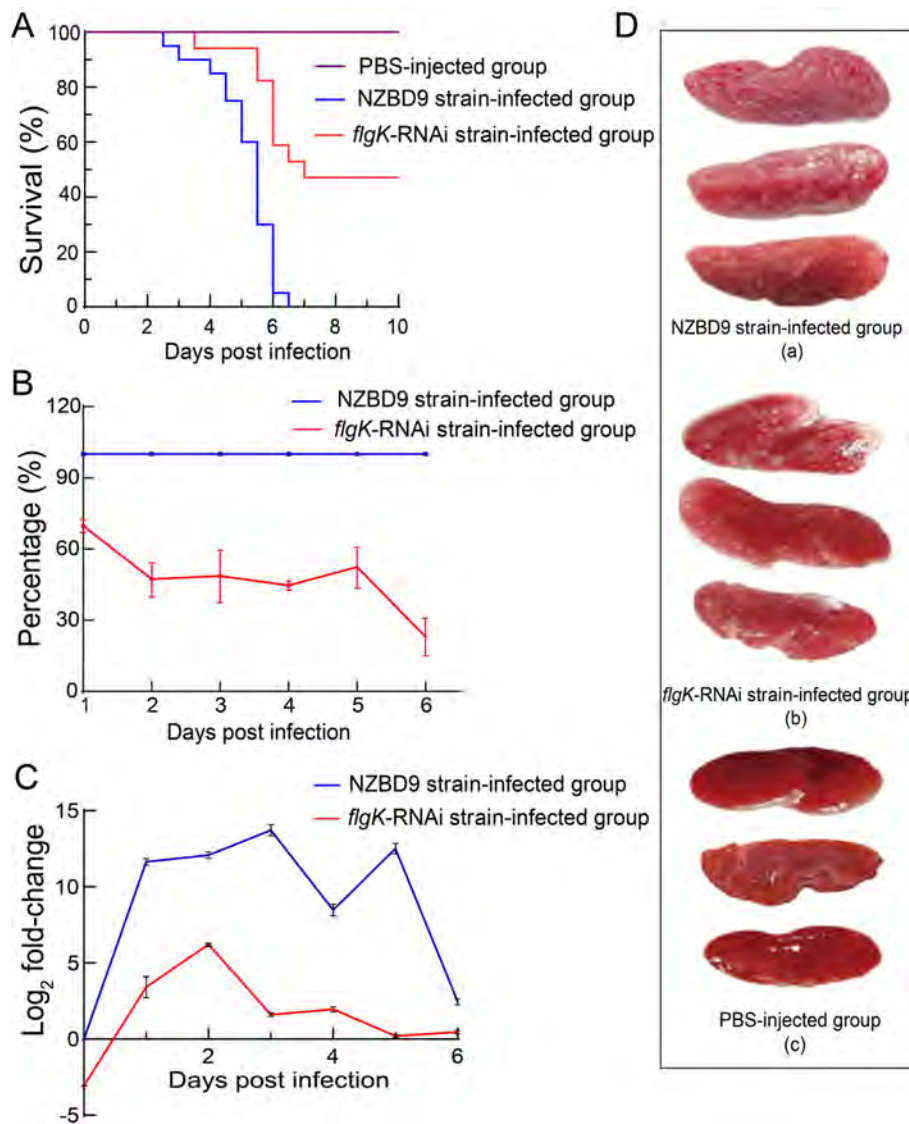 A
100
80
60
40
20
0
Survival (%)
PBS-injected group
NZBD9 strain-infected group
flgK-RNAi strain-infected group
0 2 4 6 8 10
Days post infection
B
NZBD9 strain-infected group
flgK-RNAi strain-infected group
120
90
60
30
0
Percentage (%)
1 2 3 4 5 6
Days post infection
C
NZBD9 strain-infected group
flgK-RNAi strain-infected group
15
10
5
0
-5
Log₂ fold-change
2 4 6
Days post infection
D
NZBD9 strain-infected group
(a)
flgK-RNAi strain-infected group
(b)
PBS-injected group
(c)